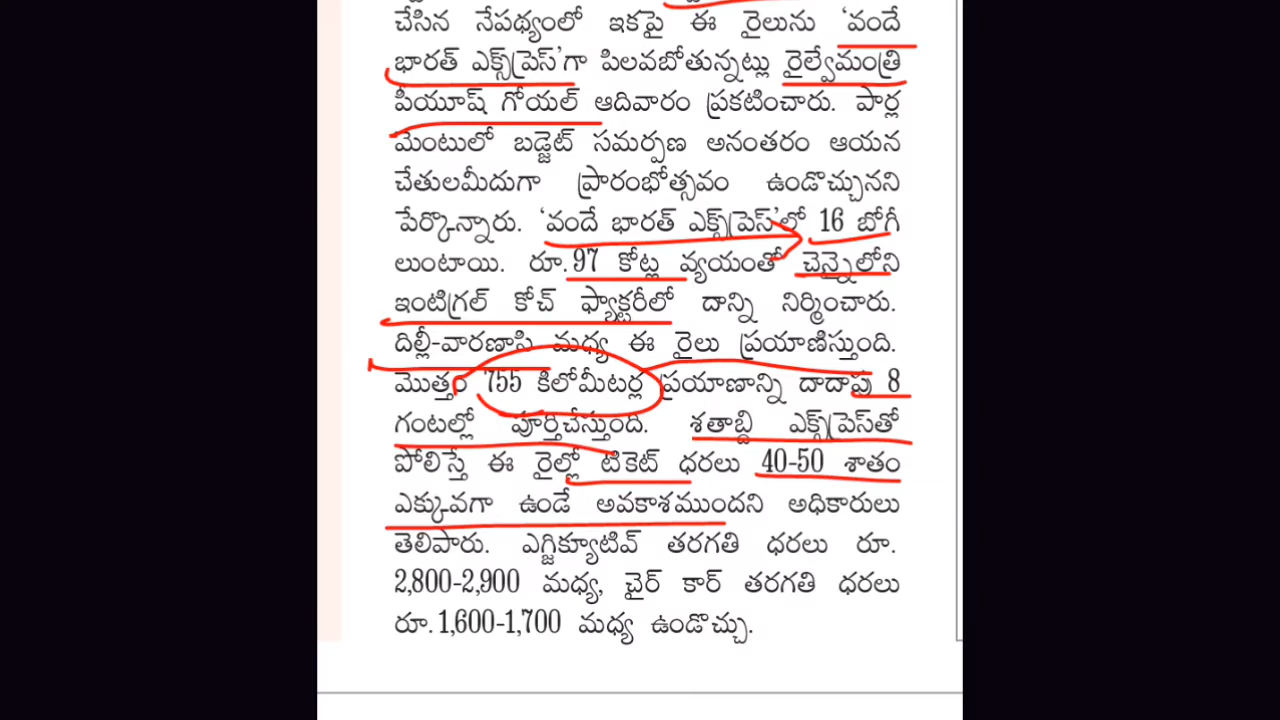 చేసిన నేపథ్యంలో ఇకపై ఈ రైలును ‘వందే
భారత్ ఎక్స్‌ప్రెస్’గా పిలవబోతున్నట్లు రైల్వేమంత్రి
పీయూష్ గోయల్ ఆదివారం ప్రకటించారు. పార్ల
మెంటులో బడ్జెట్ సమర్పణ అనంతరం ఆయన
చేతులమీదుగా ప్రారంభోత్సవం ఉండొచ్చునని
పేర్కొన్నారు. ‘వందే భారత్ ఎక్స్‌ప్రెస్’లో 16 బోగీ
లుంటాయి. రూ.97 కోట్ల వ్యయంతో చెన్నైలోని
ఇంటిగ్రల్ కోచ్ ఫ్యాక్టరీలో దాన్ని నిర్మించారు.
దిల్లీ-వారణాసి మధ్య ఈ రైలు ప్రయాణిస్తుంది.
మొత్తం 755 కిలోమీటర్ల ప్రయాణాన్ని దాదాపు 8
గంటల్లో పూర్తిచేస్తుంది. శతాబ్ది ఎక్స్‌ప్రెస్‌తో
పోలిస్తే ఈ రైల్లో టికెట్ ధరలు 40-50 శాతం
ఎక్కువగా ఉండే అవకాశముందని అధికారులు
తెలిపారు. ఎగ్జిక్యూటివ్ తరగతి ధరలు రూ.
2,800-2,900 మధ్య, చైర్ కార్ తరగతి ధరలు
రూ.1,600-1,700 మధ్య ఉండొచ్చు.